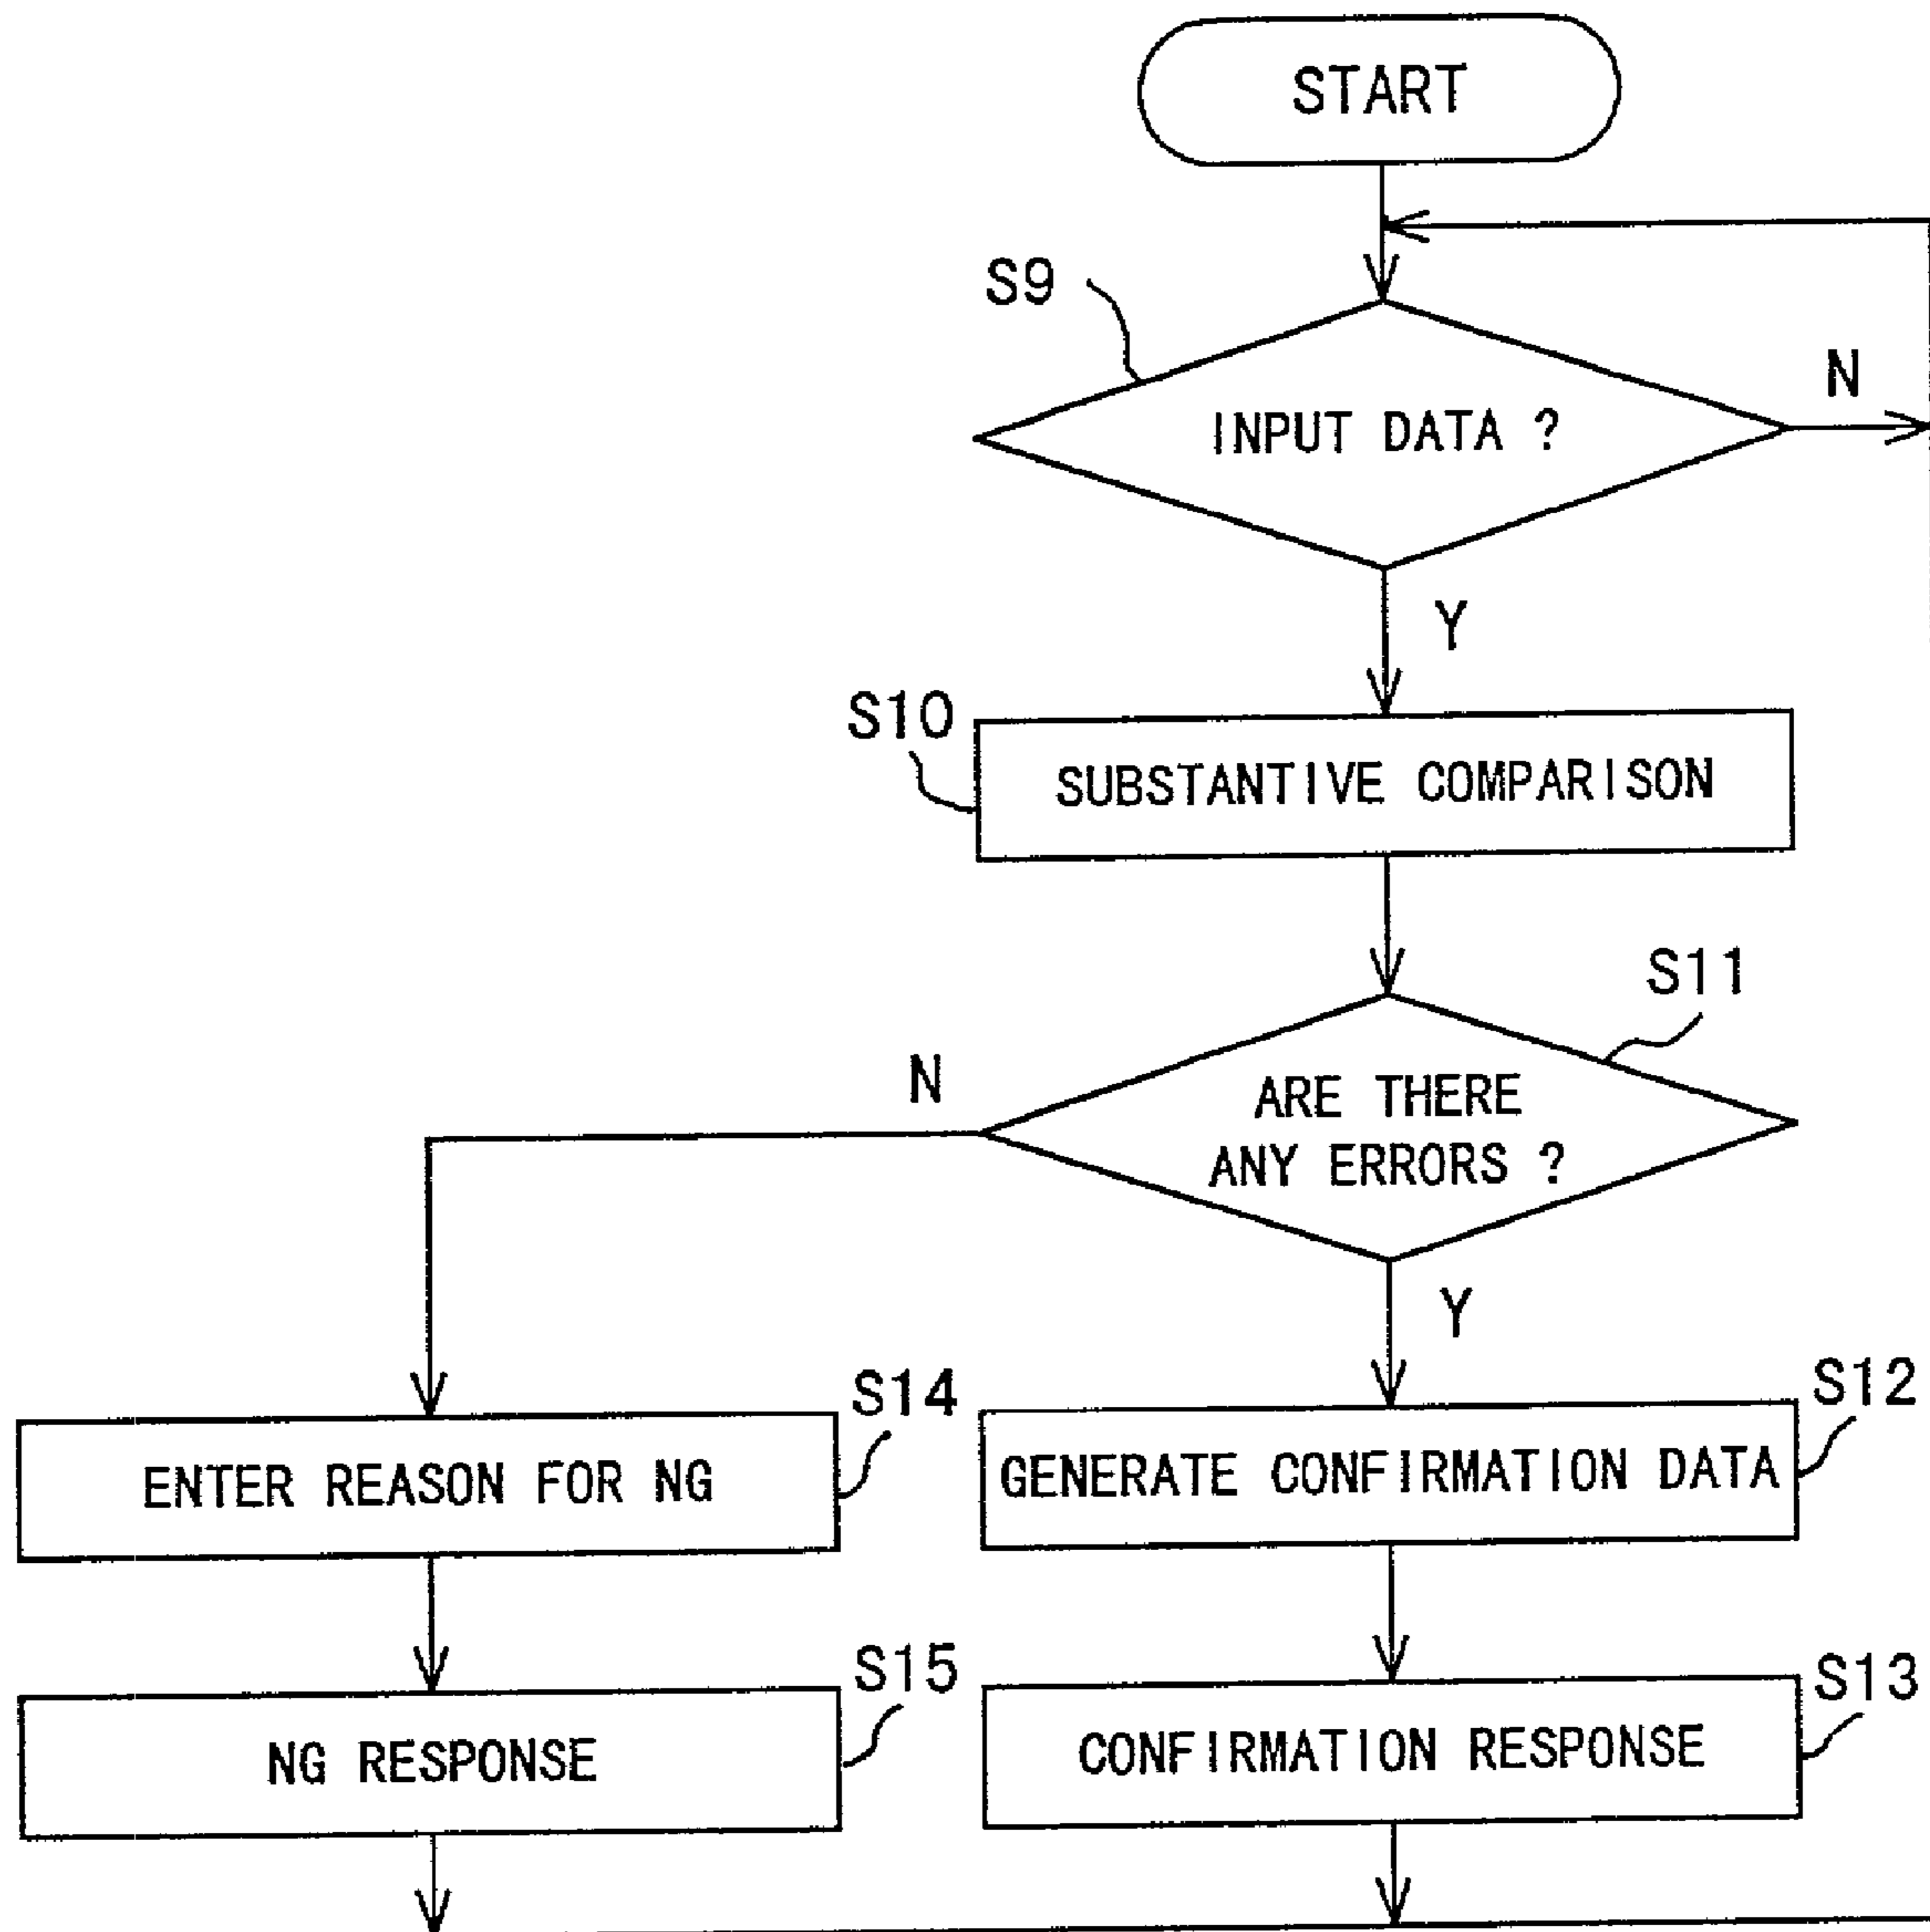 START
S9
INPUT DATA ?
N
Y
S10
SUBSTANTIVE COMPARISON
S11
N
ARE THERE
ANY ERRORS ?
Y
S14
S12
ENTER REASON FOR NG
GENERATE CONFIRMATION DATA
S15
S13
NG RESPONSE
CONFIRMATION RESPONSE